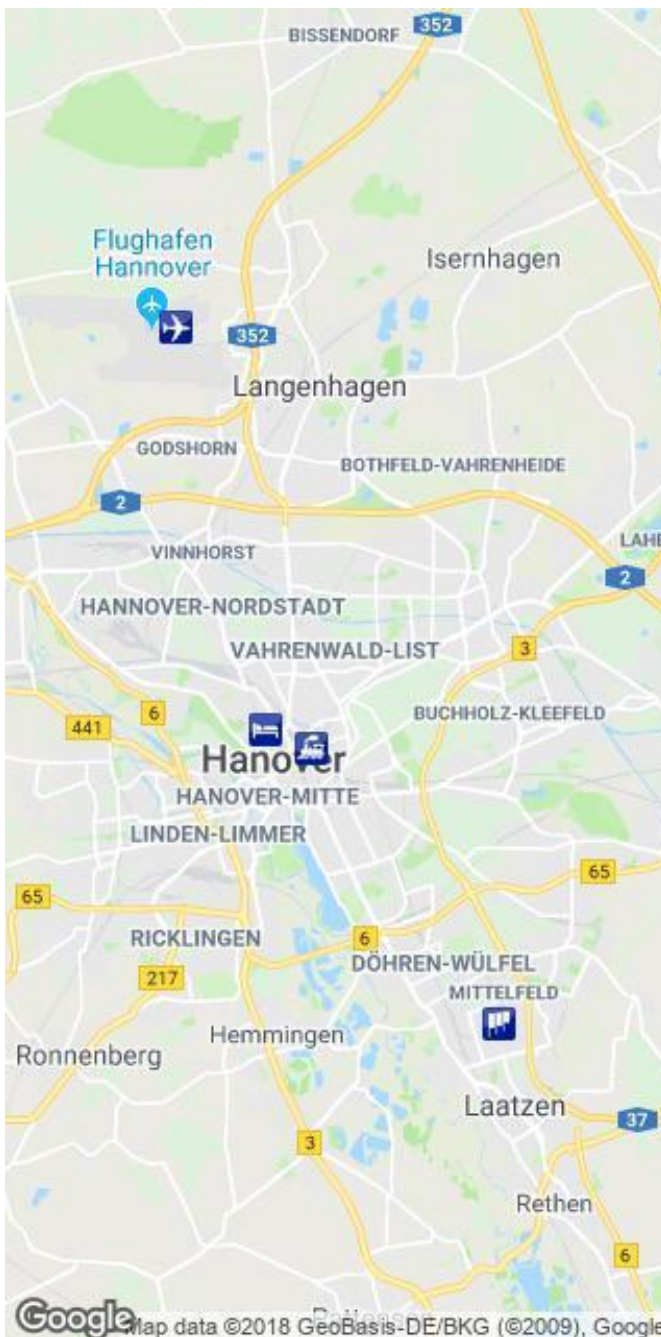 BISSENDORF
352
Flughafen
Hannover
Isernhagen
352
Langenhagen
GODSHORN
BOTHFELD-VAHRENHEIDE
2
VINNHORST
LAHE
2
HANNOVER-NORDSTADT
VAHRENWALD-LIST
3
6
441
BUCHHOLZ-KLEEFELD
Hanover
HANOVER-MITTE
LINDEN-LIMMER
65
65
6
RICKLINGEN
DÖHREN-WÜLFEL
217
MITTELFELD
Hemmingen
Ronnenberg
Laatzen
37
3
Rethen
6
Google
Map data ©2018 GeoBasis-DE/BKG (©2009), Google